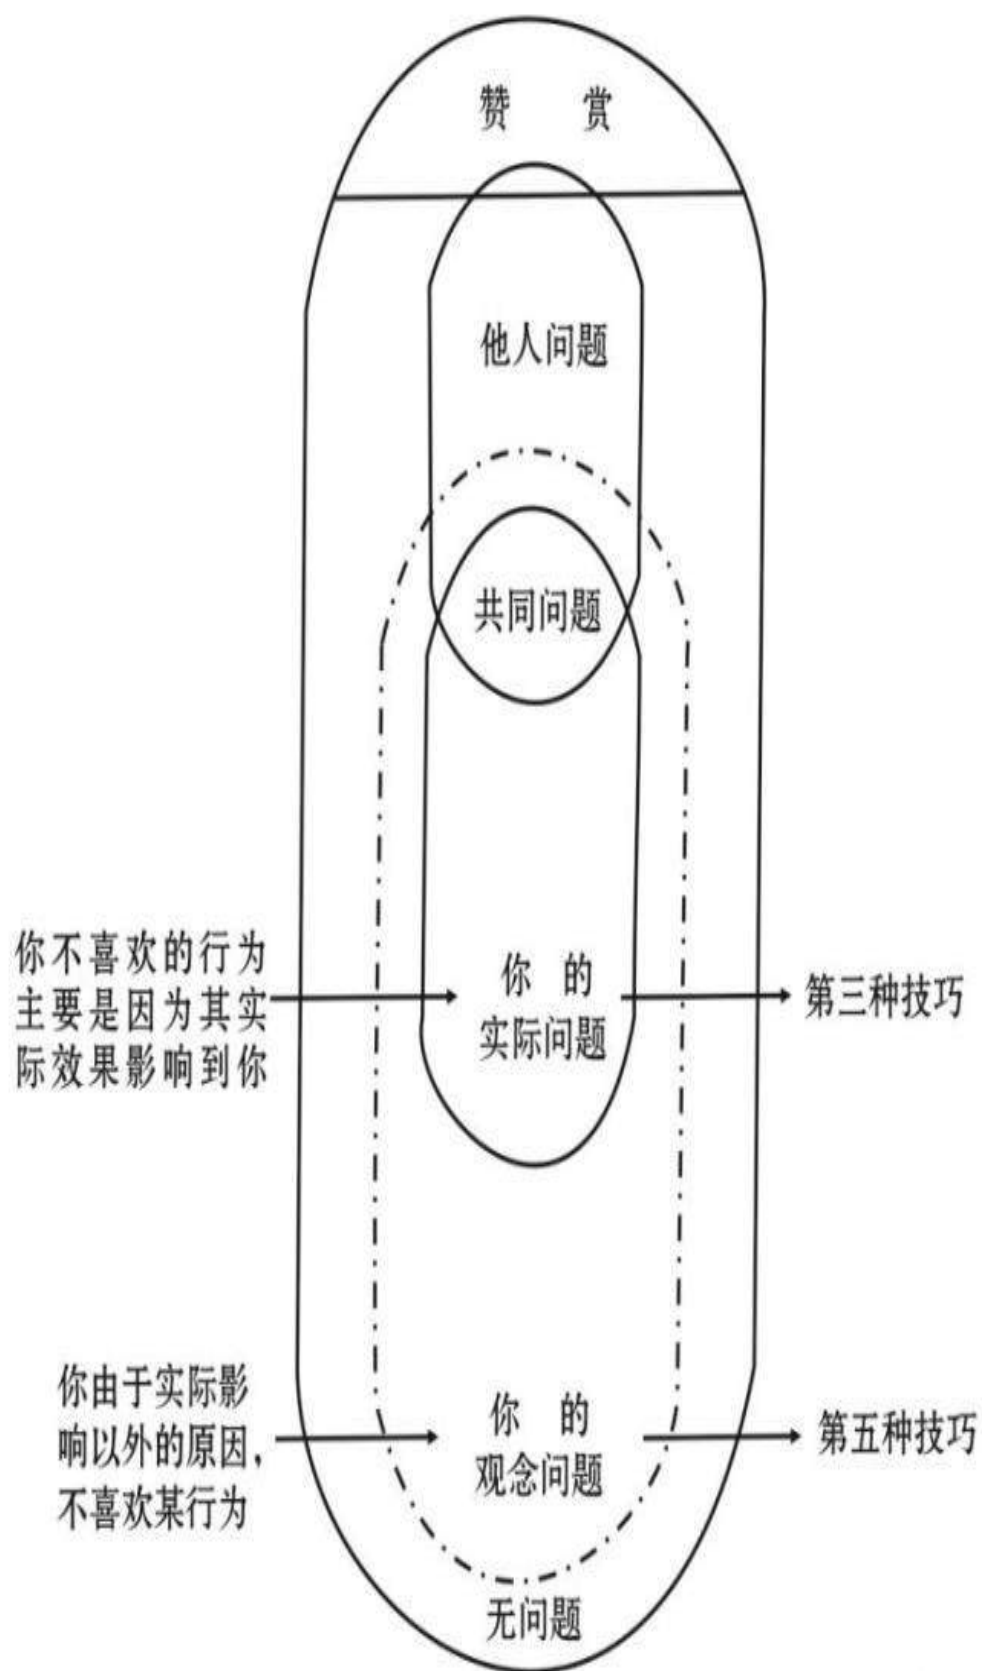 赞 赏
他人问题
共同问题
你不喜欢的行为
主要是因为其实
际效果影响到你
你 的
实际问题
第三种技巧
你由于实际影
响以外的原因，
不喜欢某行为
你 的
观念问题
第五种技巧
无问题